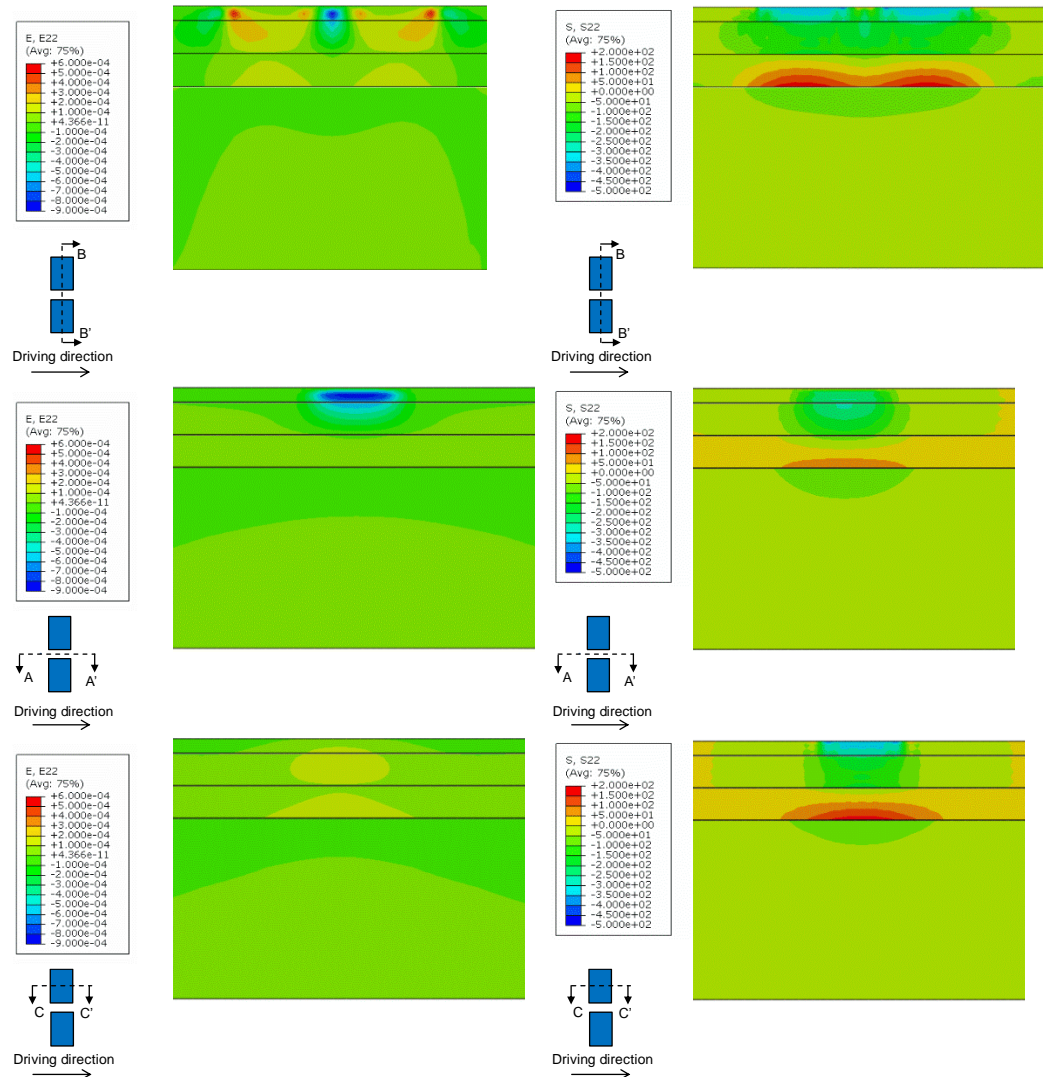 E, E22
(Avg: 75%)
+6.000e-04
+5.000e-04
+4.000e-04
+3.000e-04
+2.000e-04
+1.000e-04
+4.366e-11
-1.000e-04
-2.000e-04
-3.000e-04
-4.000e-04
-5.000e-04
-6.000e-04
-7.000e-04
-8.000e-04
-9.000e-04
B
B'
Driving direction
S, S22
(Avg: 75%)
+2.000e+02
+1.500e+02
+1.000e+02
+5.000e+01
+0.000e+00
-5.000e+01
-1.000e+02
-1.500e+02
-2.000e+02
-2.500e+02
-3.000e+02
-3.500e+02
-4.000e+02
-4.500e+02
-5.000e+02
B
B'
Driving direction
E, E22
(Avg: 75%)
+6.000e-04
+5.000e-04
+4.000e-04
+3.000e-04
+2.000e-04
+1.000e-04
+4.366e-11
-1.000e-04
-2.000e-04
-3.000e-04
-4.000e-04
-5.000e-04
-6.000e-04
-7.000e-04
-8.000e-04
-9.000e-04
A A'
Driving direction
S, S22
(Avg: 75%)
+2.000e+02
+1.500e+02
+1.000e+02
+5.000e+01
+0.000e+00
-5.000e+01
-1.000e+02
-1.500e+02
-2.000e+02
-2.500e+02
-3.000e+02
-3.500e+02
-4.000e+02
-4.500e+02
-5.000e+02
A A'
Driving direction
E, E22
(Avg: 75%)
+6.000e-04
+5.000e-04
+4.000e-04
+3.000e-04
+2.000e-04
+1.000e-04
+4.366e-11
-1.000e-04
-2.000e-04
-3.000e-04
-4.000e-04
-5.000e-04
-6.000e-04
-7.000e-04
-8.000e-04
-9.000e-04
C C'
Driving direction
S, S22
(Avg: 75%)
+2.000e+02
+1.500e+02
+1.000e+02
+5.000e+01
+0.000e+00
-5.000e+01
-1.000e+02
-1.500e+02
-2.000e+02
-2.500e+02
-3.000e+02
-3.500e+02
-4.000e+02
-4.500e+02
-5.000e+02
C C'
Driving direction